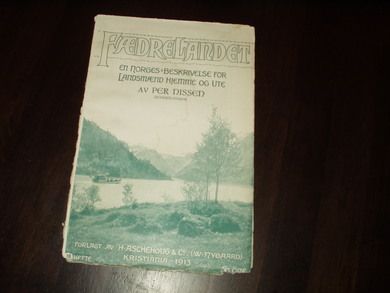 FÆDRELANDET
EN NORGES-BESKRIVELSE FOR
LANDSMÆND HJEMME OG UTE
AV PER NISSEN
FORLAGT AV H. ASCHEHOUG & CO. (W. NYGAARD)
KRISTIANIA - 1913
HEFTE